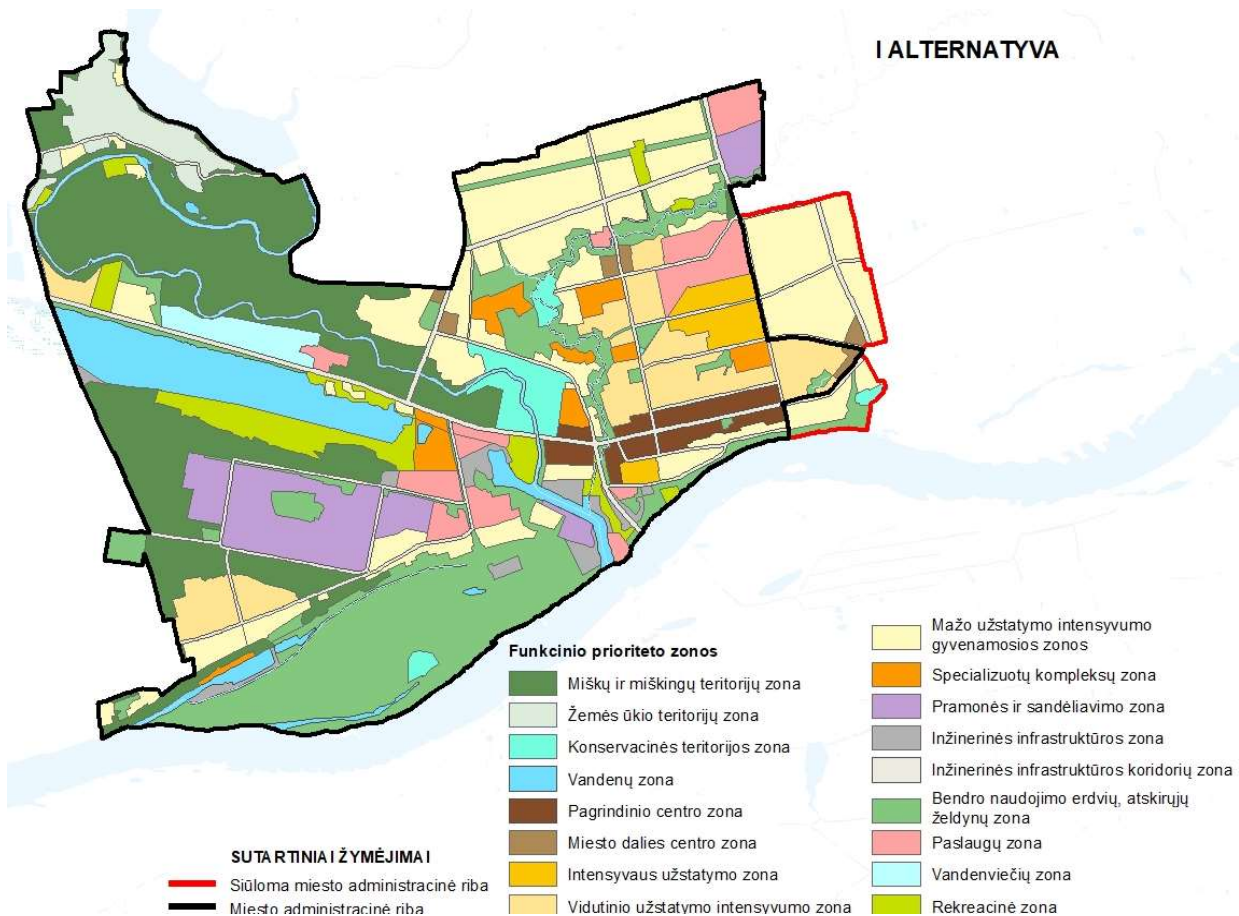 I ALTERNATYVA
Funkcinio prioriteto zonos
Miškų ir miškingų teritorijų zona
Žemės ūkio teritorijų zona
Konservacinės teritorijos zona
Vandenų zona
Pagrindinio centro zona
Miesto dalies centro zona
Intensyvaus užstatymo zona
Vidutinio užstatymo intensyvumo zona
Mažo užstatymo intensyvumo
gyvenamosios zonos
Specializuotų kompleksų zona
Pramonės ir sandėliavimo zona
Inžinerinės infrastruktūros zona
Inžinerinės infrastruktūros koridorių zona
Bendro naudojimo erdvių, atskirųjų
želdynų zona
Paslaugų zona
Vandenviečių zona
Rekreacinė zona
SUTARTINIAI ŽYMĖJIMAI
Siūloma miesto administracinė riba
Miesto administracinė riba